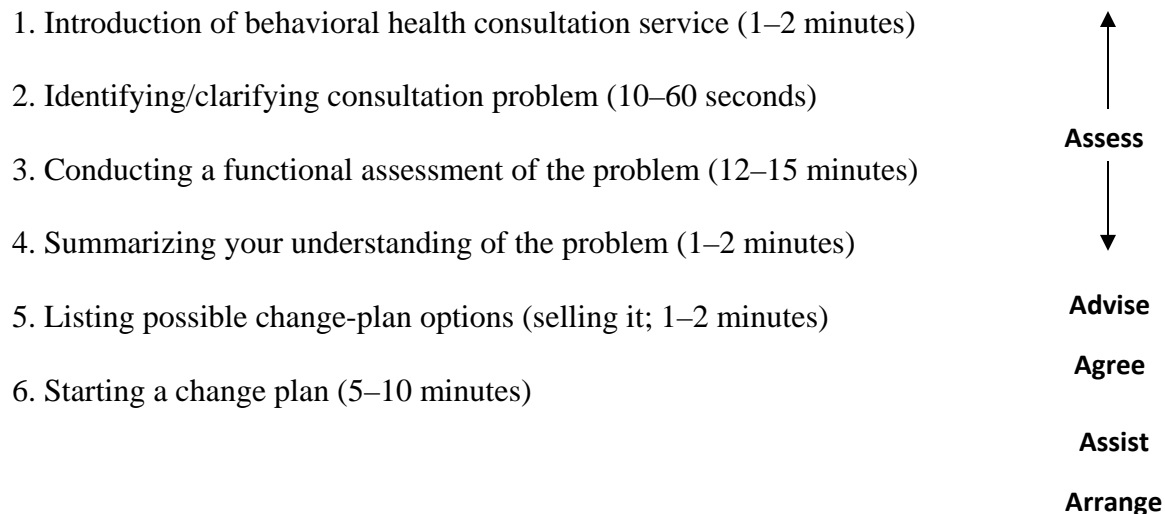 1. Introduction of behavioral health consultation service (1–2 minutes)
2. Identifying/clarifying consultation problem (10–60 seconds)
Assess
3. Conducting a functional assessment of the problem (12–15 minutes)
4. Summarizing your understanding of the problem (1–2 minutes)
5. Listing possible change-plan options (selling it; 1–2 minutes)
Advise
Agree
6. Starting a change plan (5–10 minutes)
Assist
Arrange